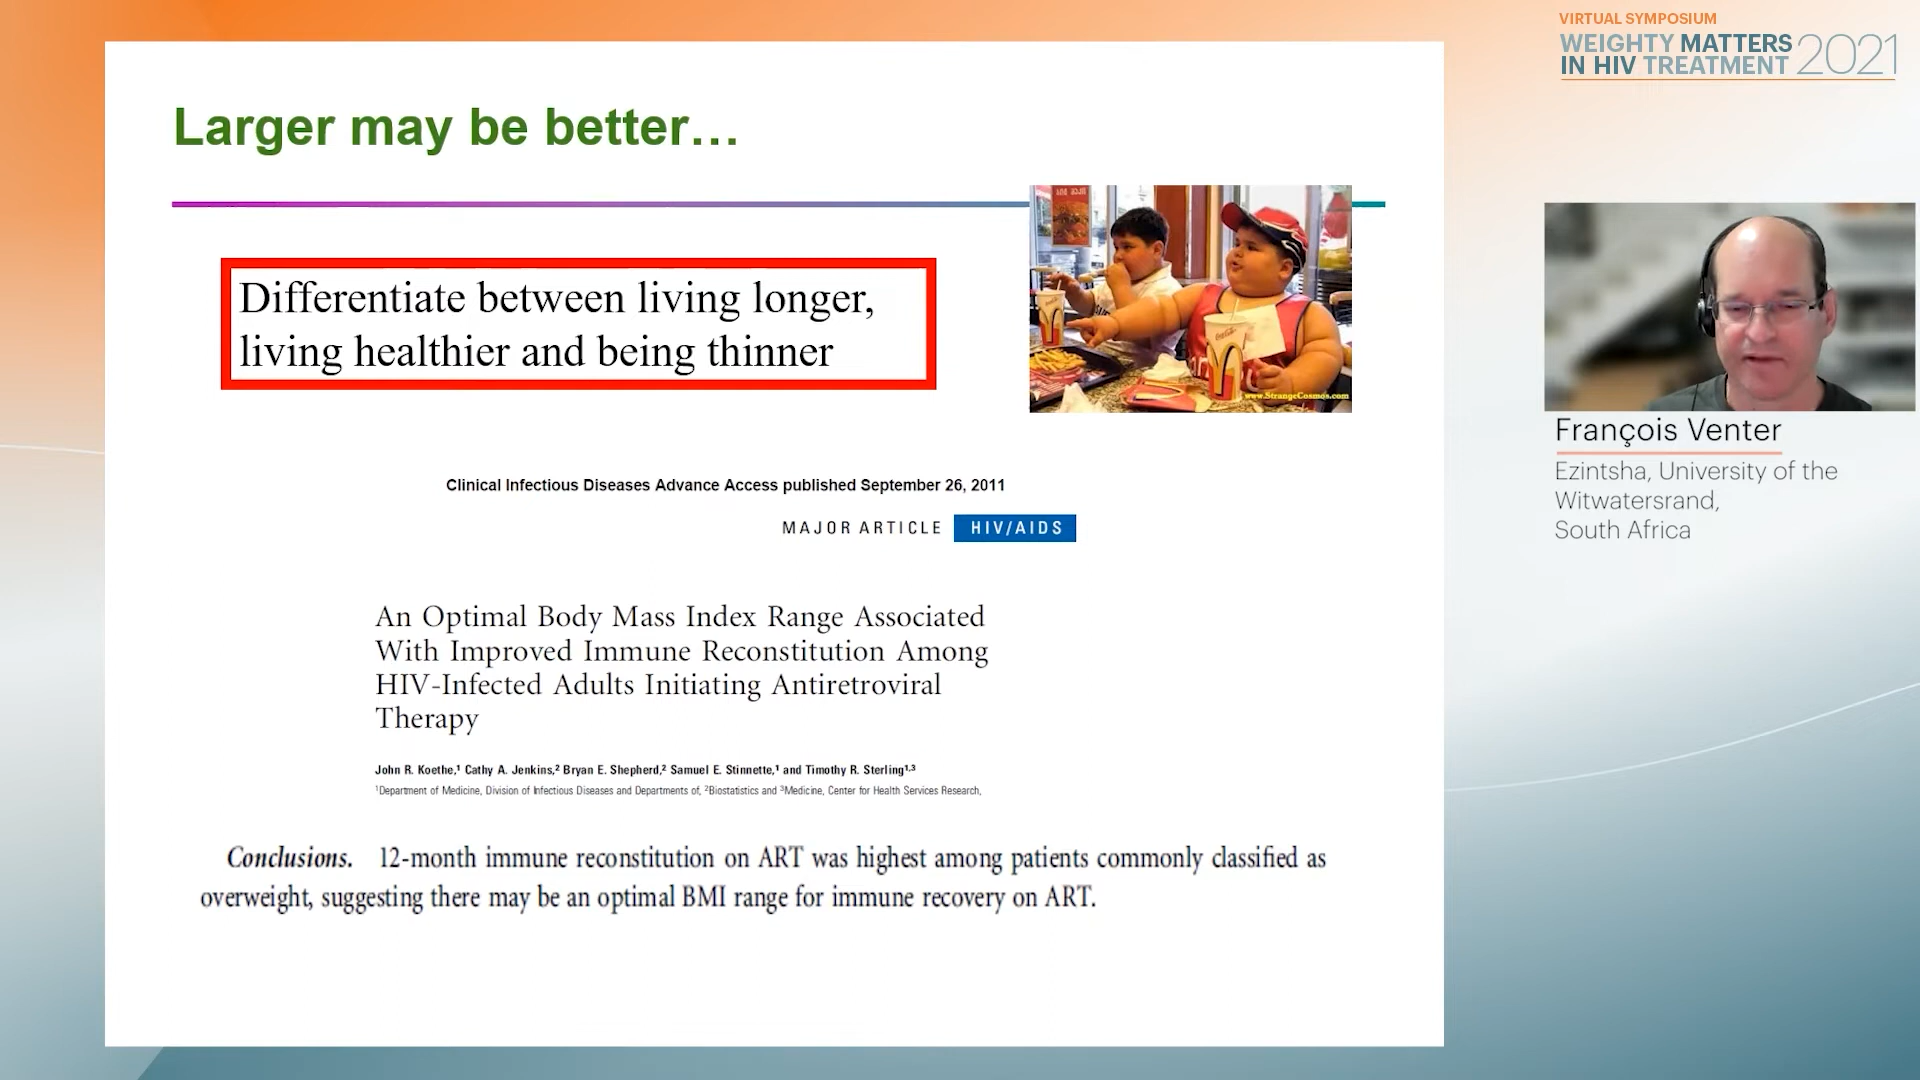 VIRTUAL SYMPOSIUM
WEIGHTY MATTERS
IN HIV TREATMENT 2021
Larger may be better…
Differentiate between living longer,
living healthier and being thinner
www.StrangeCosmos.com
Clinical Infectious Diseases Advance Access published September 26, 2011
MAJOR ARTICLE HIV/AIDS
An Optimal Body Mass Index Range Associated
With Improved Immune Reconstitution Among
HIV-Infected Adults Initiating Antiretroviral
Therapy
John R. Koethe,¹ Cathy A. Jenkins,² Bryan E. Shepherd,² Samuel E. Stinnette,¹ and Timothy R. Sterling¹,³
¹Department of Medicine, Division of Infectious Diseases and Departments of, ²Biostatistics and ³Medicine, Center for Health Services Research,
Conclusions. 12-month immune reconstitution on ART was highest among patients commonly classified as
overweight, suggesting there may be an optimal BMI range for immune recovery on ART.
François Venter
Ezintsha, University of the
Witwatersrand,
South Africa